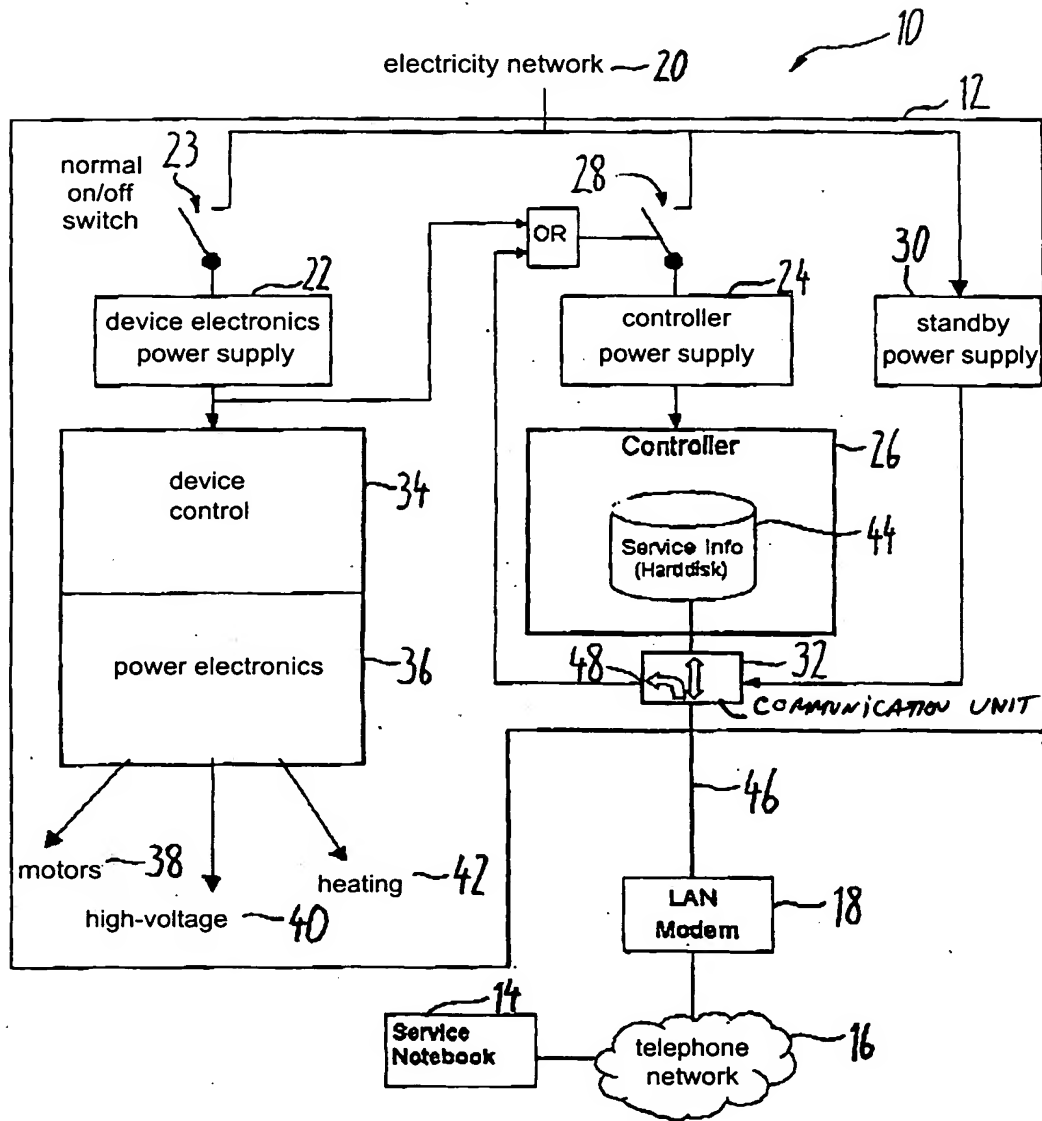 10
electricity network 20
12
normal
on/off
switch
23
28
OR
22
device electronics
power supply
24
controller
power supply
30
standby
power supply
device
control
34
Controller
26
Service Info
(Harddisk)
44
power electronics
36
48
32
COMMUNICATION UNIT
46
motors 38
high-voltage 40
heating 42
LAN
Modem
18
14
Service
Notebook
telephone
network
16